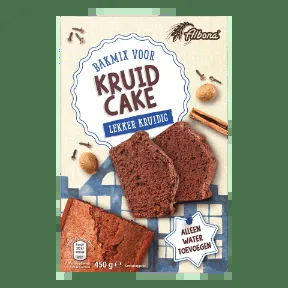 Albona
BAKMIX VOOR
KRUID
CAKE
LEKKER KRUIDIG
ALLEEN
WATER
TOEVOEGEN
450 g e